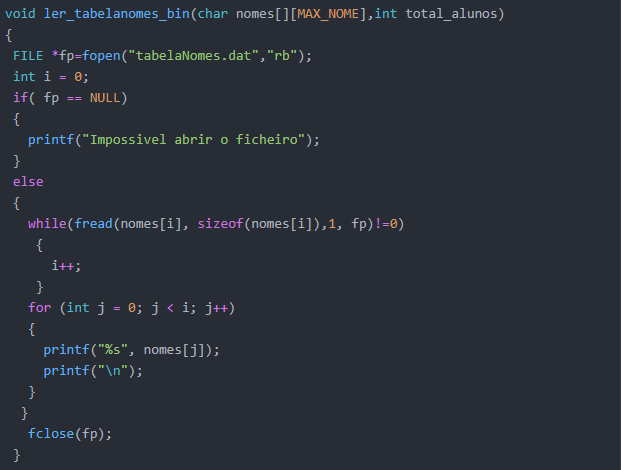 void ler_tabelanomes_bin(char nomes[][MAX_NOME],int total_alunos)
{
FILE *fp=fopen("tabelaNomes.dat","rb");
int i = 0;
if( fp == NULL)
{
printf("Impossivel abrir o ficheiro");
}
else
{
while(fread(nomes[i], sizeof(nomes[i]),1, fp)!=0)
{
i++;
}
for (int j = 0; j < i; j++)
{
printf("%s", nomes[j]);
printf("\n");
}
}
fclose(fp);
}